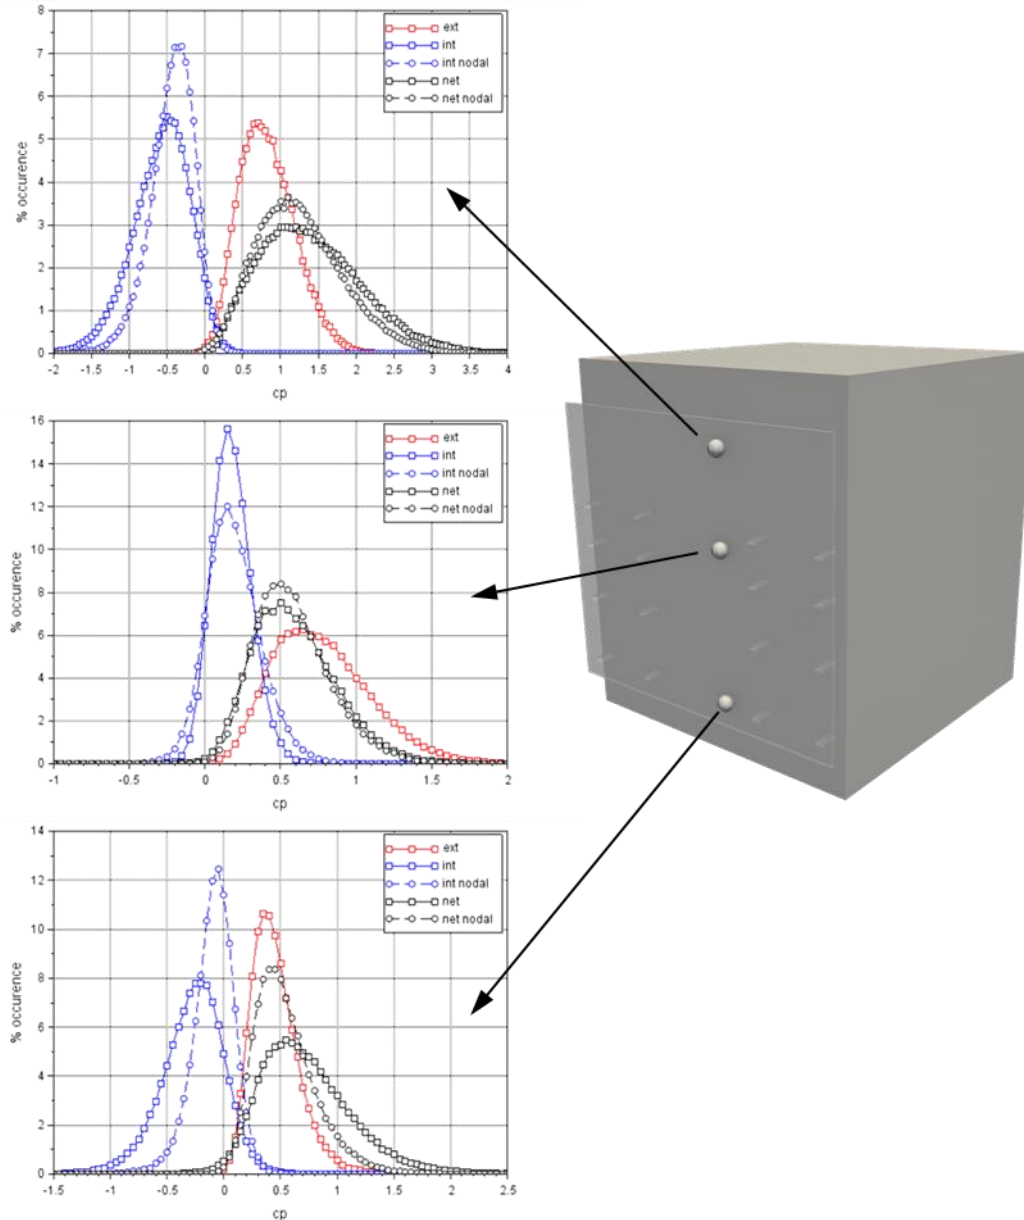 8
7
6
5
4
3
2
1
0
% occurence
-2 -1.5 -1 -0.5 0 0.5 1 1.5 2 2.5 3 3.5 4
cp
ext
int
int nodal
net
net nodal
16
14
12
10
8
6
4
2
0
% occurence
-1 -0.5 0 0.5 1 1.5 2
cp
ext
int
int nodal
net
net nodal
14
12
10
8
6
4
2
0
% occurence
-1.5 -1 -0.5 0 0.5 1 1.5 2 2.5
cp
ext
int
int nodal
net
net nodal